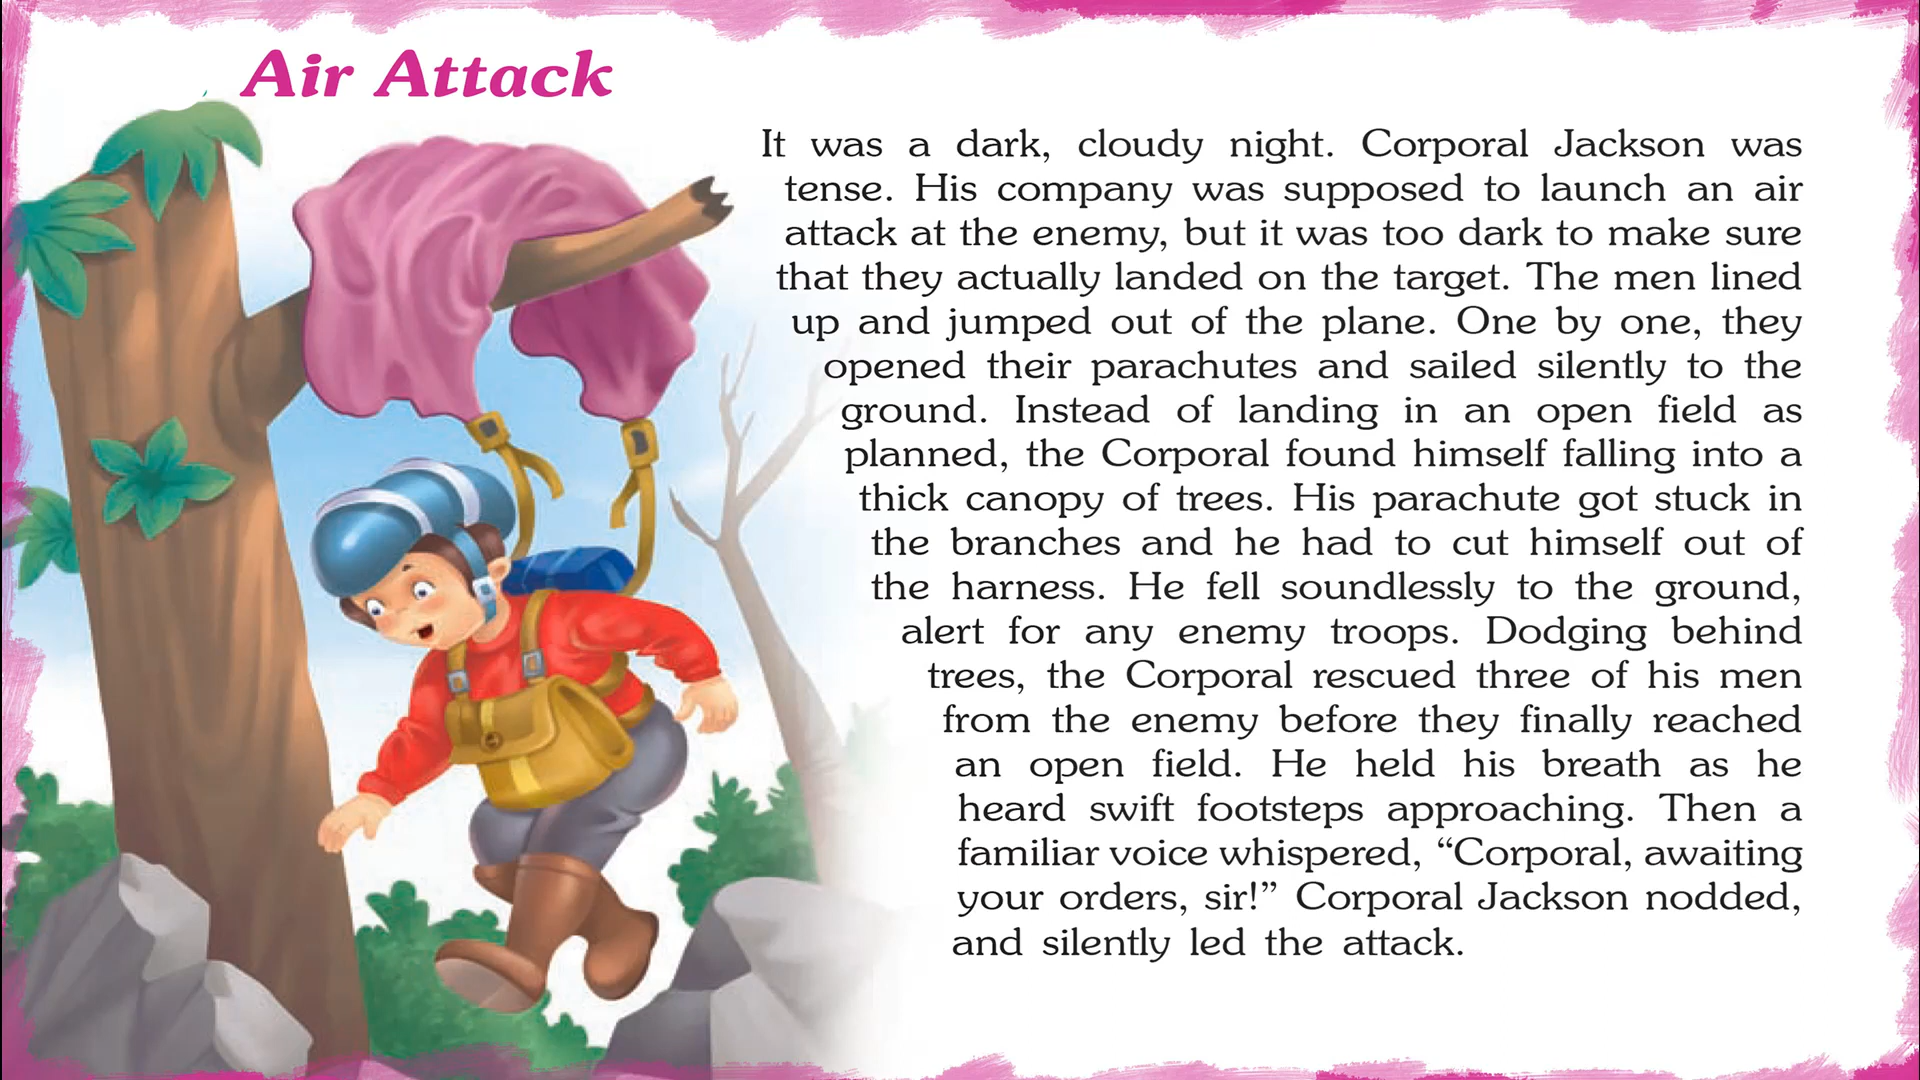 Air Attack
It was a dark, cloudy night. Corporal Jackson was
tense. His company was supposed to launch an air
attack at the enemy, but it was too dark to make sure
that they actually landed on the target. The men lined
up and jumped out of the plane. One by one, they
opened their parachutes and sailed silently to the
ground. Instead of landing in an open field as
planned, the Corporal found himself falling into a
thick canopy of trees. His parachute got stuck in
the branches and he had to cut himself out of
the harness. He fell soundlessly to the ground,
alert for any enemy troops. Dodging behind
trees, the Corporal rescued three of his men
from the enemy before they finally reached
an open field. He held his breath as he
heard swift footsteps approaching. Then a
familiar voice whispered, “Corporal, awaiting
your orders, sir!” Corporal Jackson nodded,
and silently led the attack.